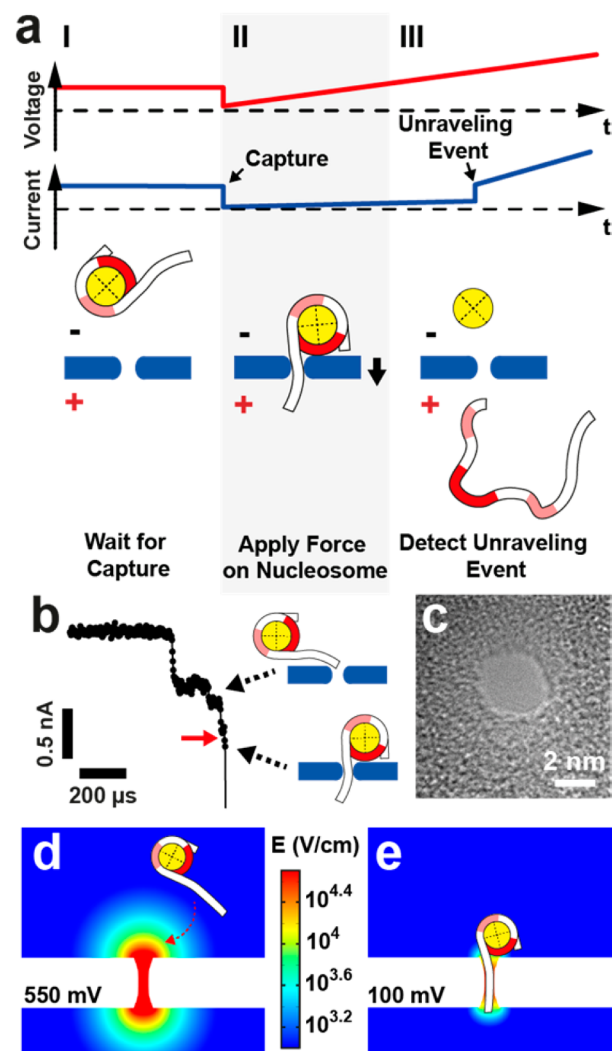 a
I
II
III
Voltage
t
Capture
Unraveling
Event
Current
t
-
+
-
+
-
+
Wait for
Capture
Apply Force
on Nucleosome
Detect Unraveling
Event
b
0.5 nA
200 µs
c
2 nm
d
550 mV
E (V/cm)
10^4.4
10^4
10^3.6
10^3.2
e
100 mV